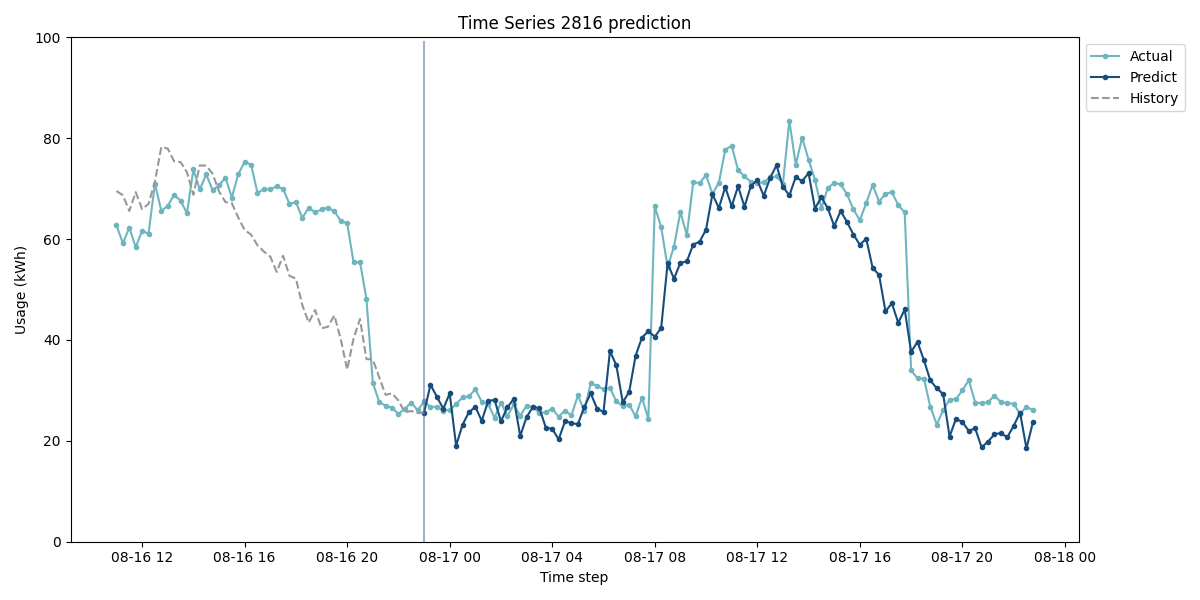 Time Series 2816 prediction
100
80
60
40
20
0
Usage (kWh)
08-16 12
08-16 16
08-16 20
08-17 00
08-17 04
08-17 08
08-17 12
08-17 16
08-17 20
08-18 00
Time step
Actual
Predict
History